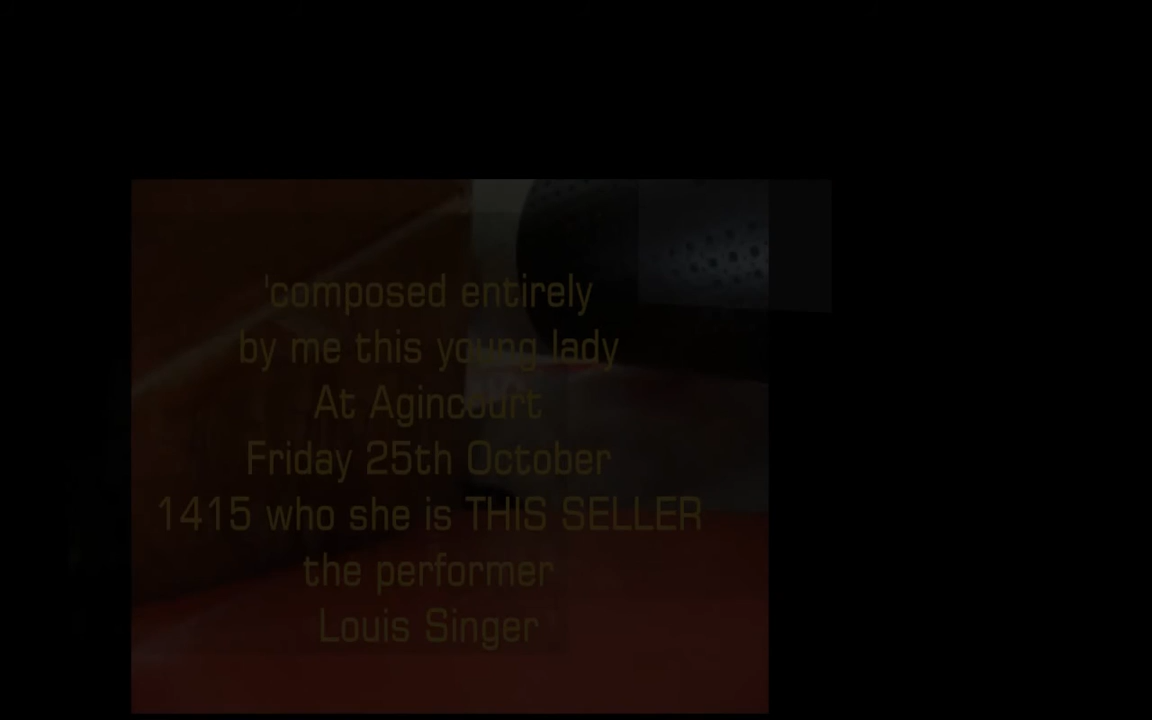 'composed entirely
by me this young lady
At Agincourt
Friday 25th October
1415 who she is THIS SELLER
the performer
Louis Singer '